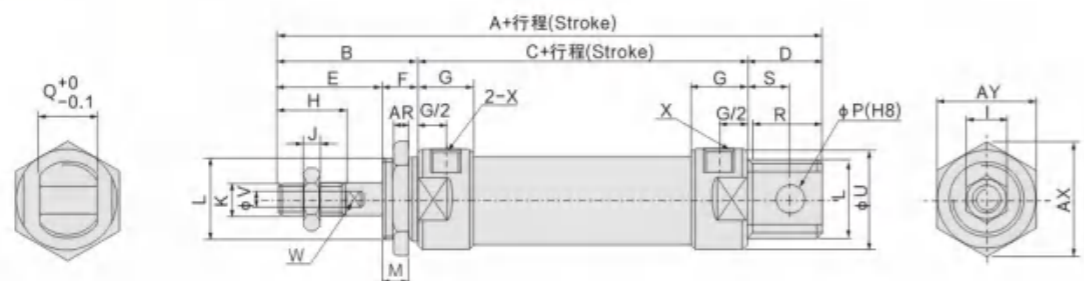 A+行程(Stroke)
B
C+行程(Stroke)
D
E
F
G
G
S
H
AR
G/2
2-X
X
G/2
R
φP(H8)
J
Q+0 -0.1
AY
I
L
K
φV
L
φU
AX
W
M